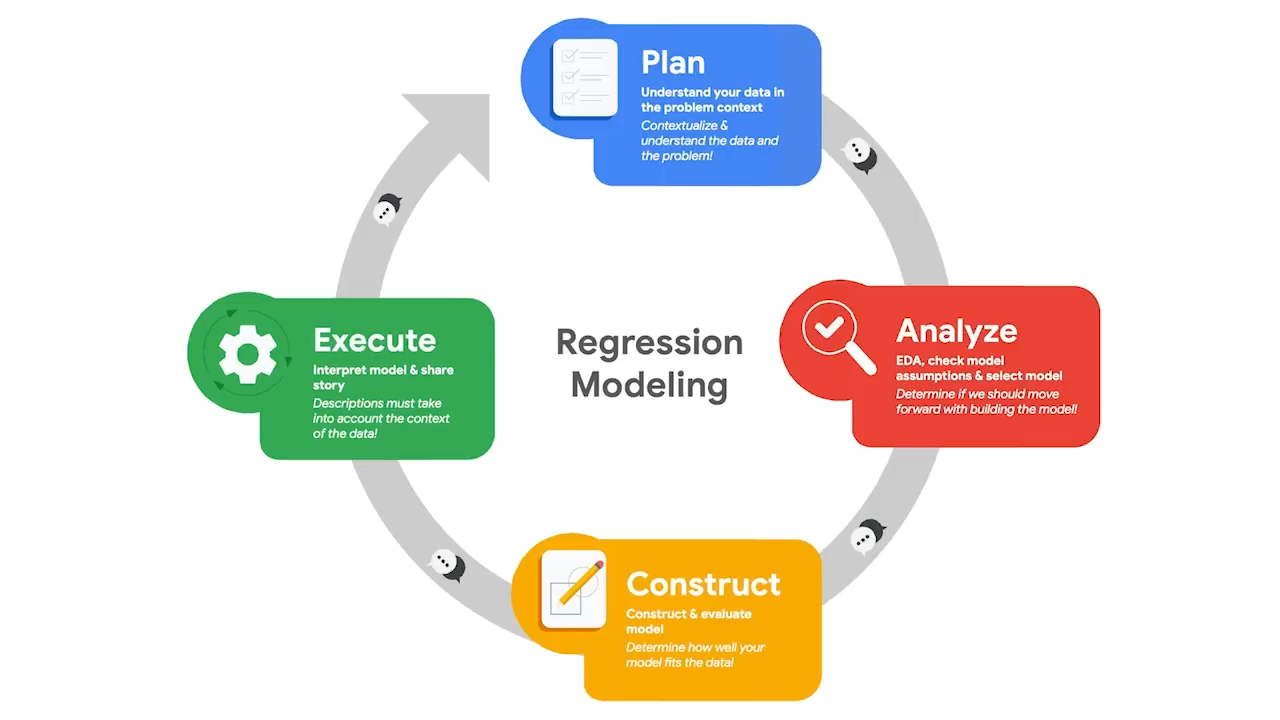 Plan
Understand your data in
the problem context
Contextualize &
understand the data and
the problem!
Analyze
EDA, check model
assumptions & select model
Determine if we should move
forward with building the model!
Regression
Modeling
Construct
Construct & evaluate
model
Determine how well your
model fits the data!
Execute
Interpret model & share
story
Descriptions must take
into account the context
of the data!